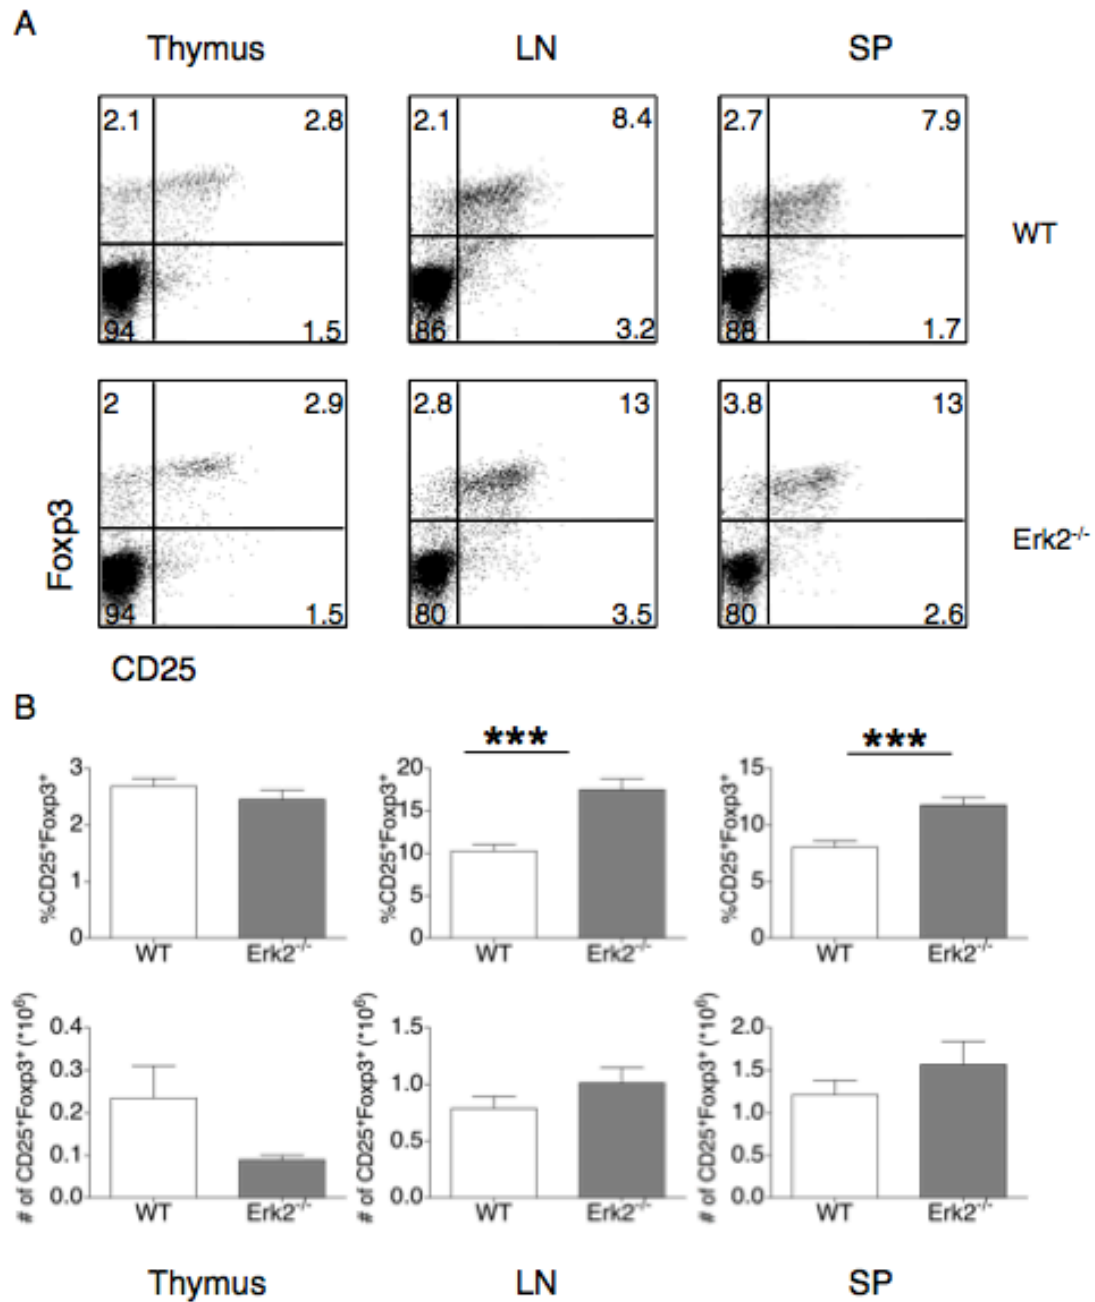 A
Thymus LN SP
2.1 2.8 2.1 8.4 2.7 7.9
WT
94 1.5 86 3.2 88 1.7
2 2.9 2.8 13 3.8 13
Foxp3
Erk2-/-
94 1.5 80 3.5 80 2.6
CD25
B
*** ***
%CD25+Foxp3+
3
2
1
0
WT Erk2-/-
%CD25+Foxp3+
20
15
10
5
0
WT Erk2-/-
%CD25+Foxp3+
15
10
5
0
WT Erk2-/-
# of CD25+Foxp3+ (*10⁶)
0.4
0.3
0.2
0.1
0.0
WT Erk2-/-
# of CD25+Foxp3+ (*10⁶)
1.5
1.0
0.5
0.0
WT Erk2-/-
# of CD25+Foxp3+ (*10⁶)
2.0
1.5
1.0
0.5
0.0
WT Erk2-/-
Thymus LN SP